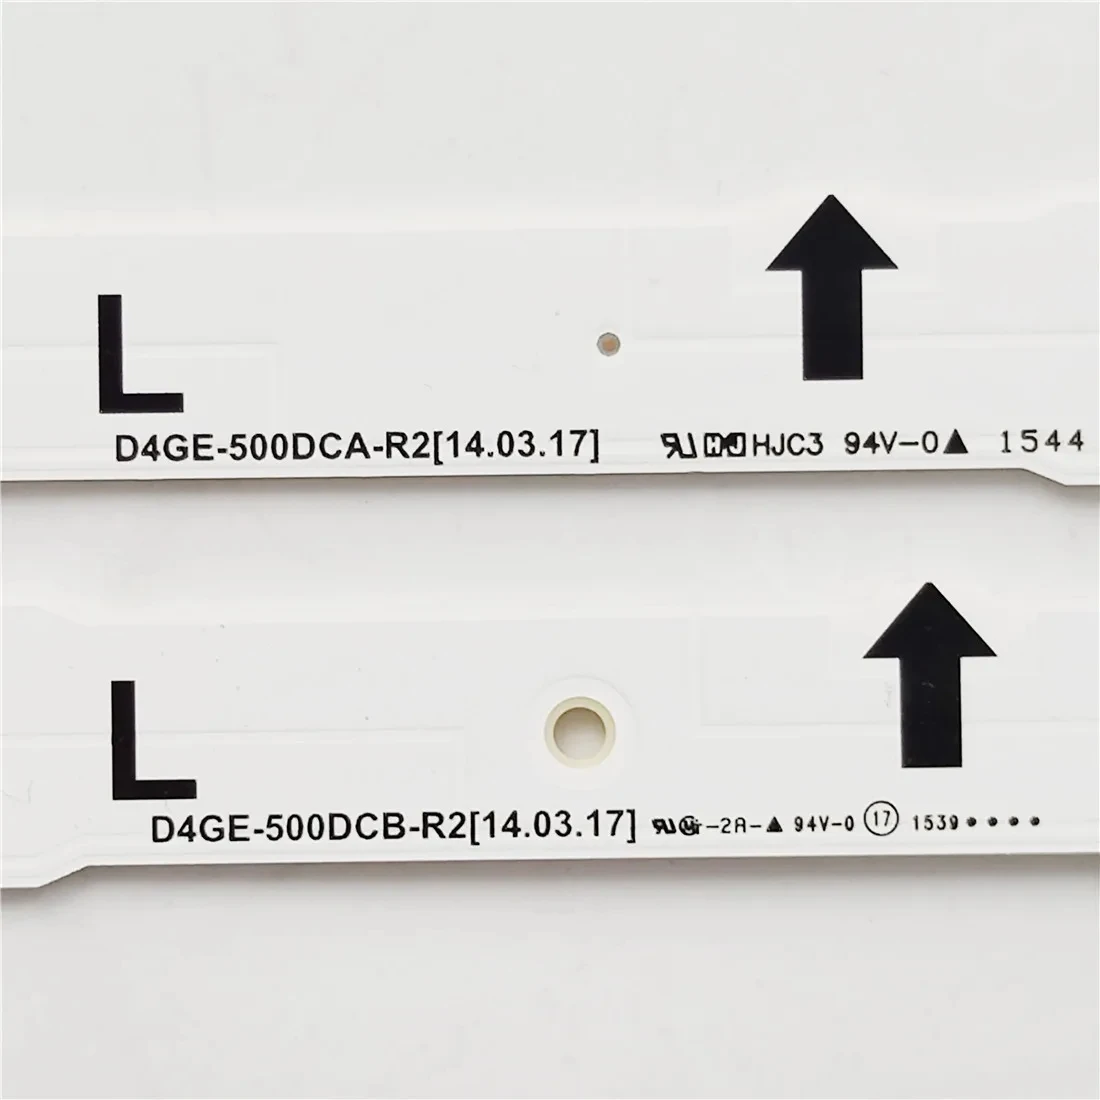 L
D4GE-500DCA-R2[14.03.17] HJC3 94V-0▲ 1544
L
D4GE-500DCB-R2[14.03.17] -2A-▲ 94V-0 17 1539••••